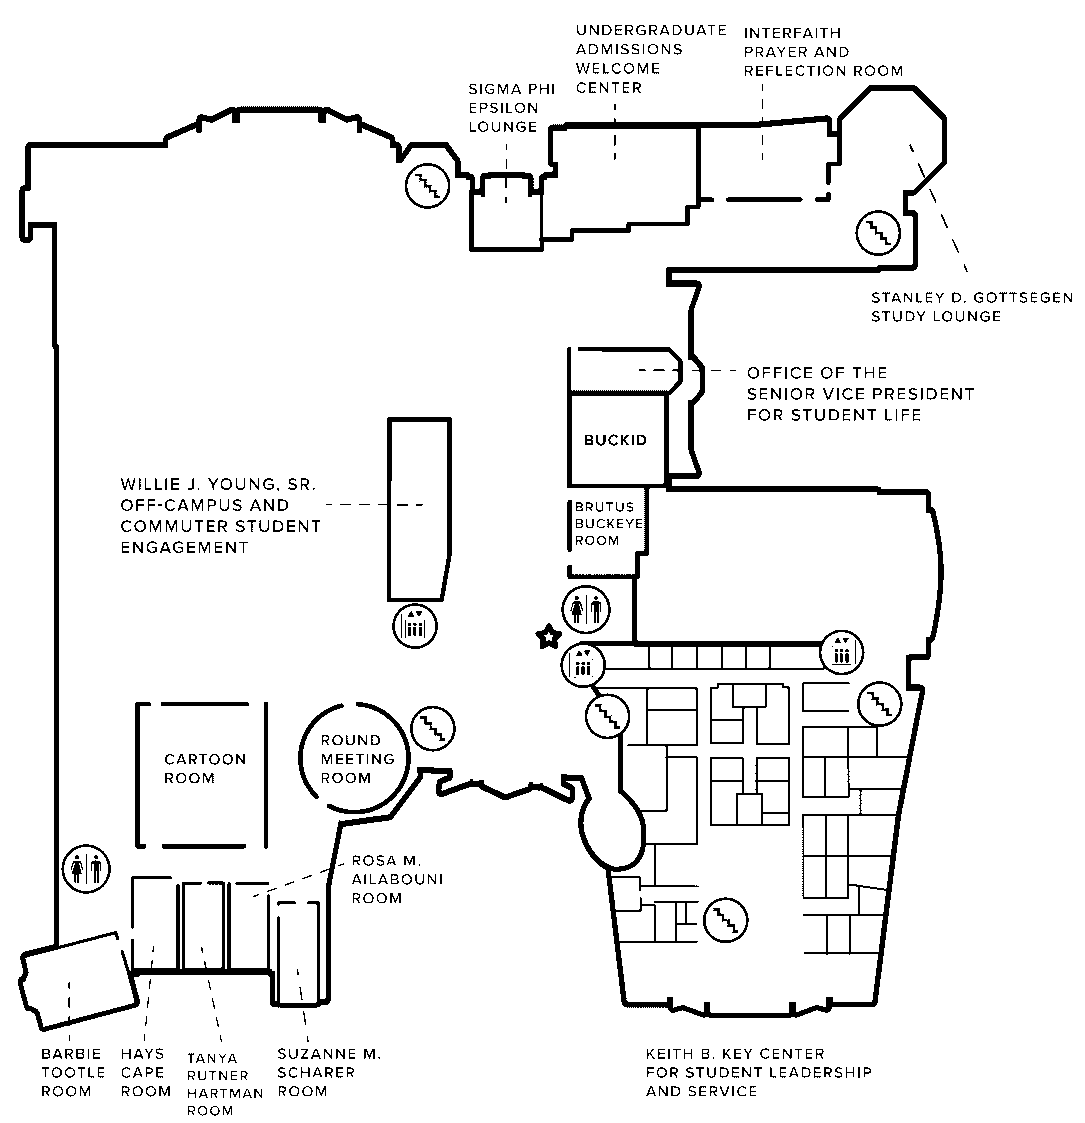 UNDERGRADUATE
ADMISSIONS
WELCOME
CENTER
INTERFAITH
PRAYER AND
REFLECTION ROOM
SIGMA PHI
EPSILON
LOUNGE
STANLEY D. GOTTSEGEN
STUDY LOUNGE
OFFICE OF THE
SENIOR VICE PRESIDENT
FOR STUDENT LIFE
BUCKID
WILLIE J. YOUNG, SR.
OFF-CAMPUS AND
COMMUTER STUDENT
ENGAGEMENT
BRUTUS
BUCKEYE
ROOM
CARTOON
ROOM
ROUND
MEETING
ROOM
ROSA M.
AILABOUNI
ROOM
BARBIE
TOOTLE
ROOM
HAYS
CAPE
ROOM
TANYA
RUTNER
HARTMAN
ROOM
SUZANNE M.
SCHARER
ROOM
KEITH B. KEY CENTER
FOR STUDENT LEADERSHIP
AND SERVICE